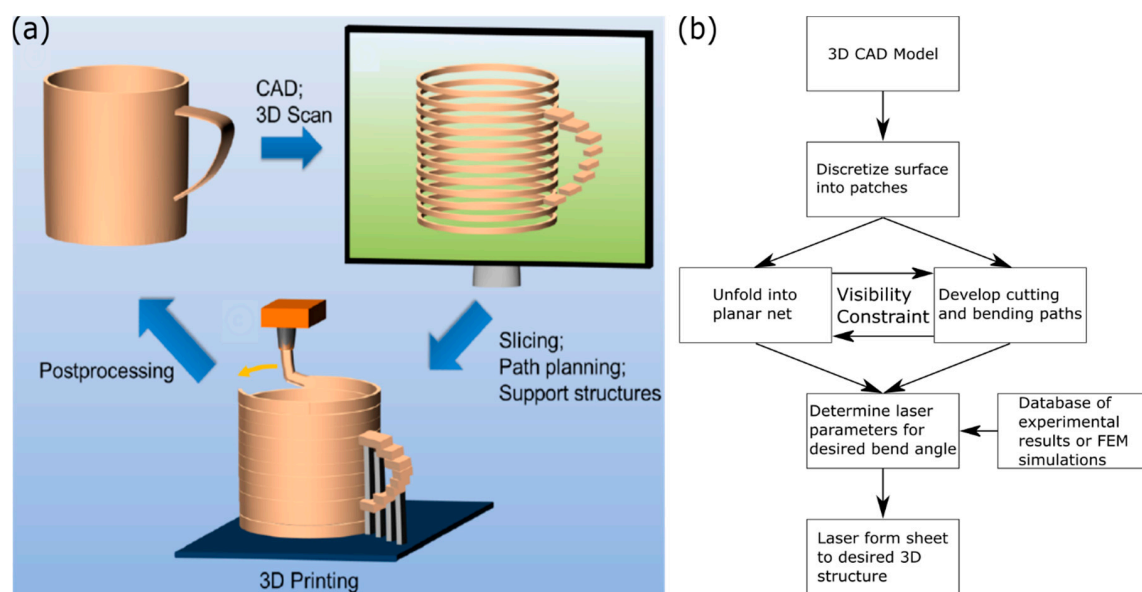 (a)
CAD;
3D Scan
Slicing;
Path planning;
Support structures
Postprocessing
3D Printing
(b)
3D CAD Model
Discretize surface
into patches
Unfold into
planar net
Visibility
Constraint
Develop cutting
and bending paths
Determine laser
parameters for
desired bend angle
Database of
experimental
results or FEM
simulations
Laser form sheet
to desired 3D
structure